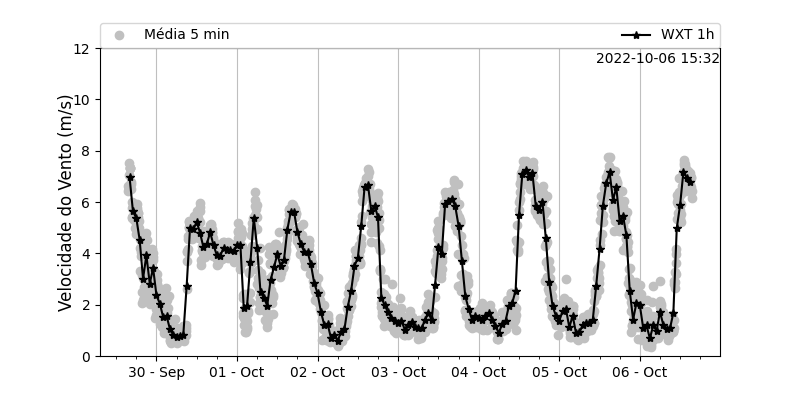 Média 5 min
WXT 1h
2022-10-06 15:32
Velocidade do Vento (m/s)
12
10
8
6
4
2
0
30 - Sep
01 - Oct
02 - Oct
03 - Oct
04 - Oct
05 - Oct
06 - Oct